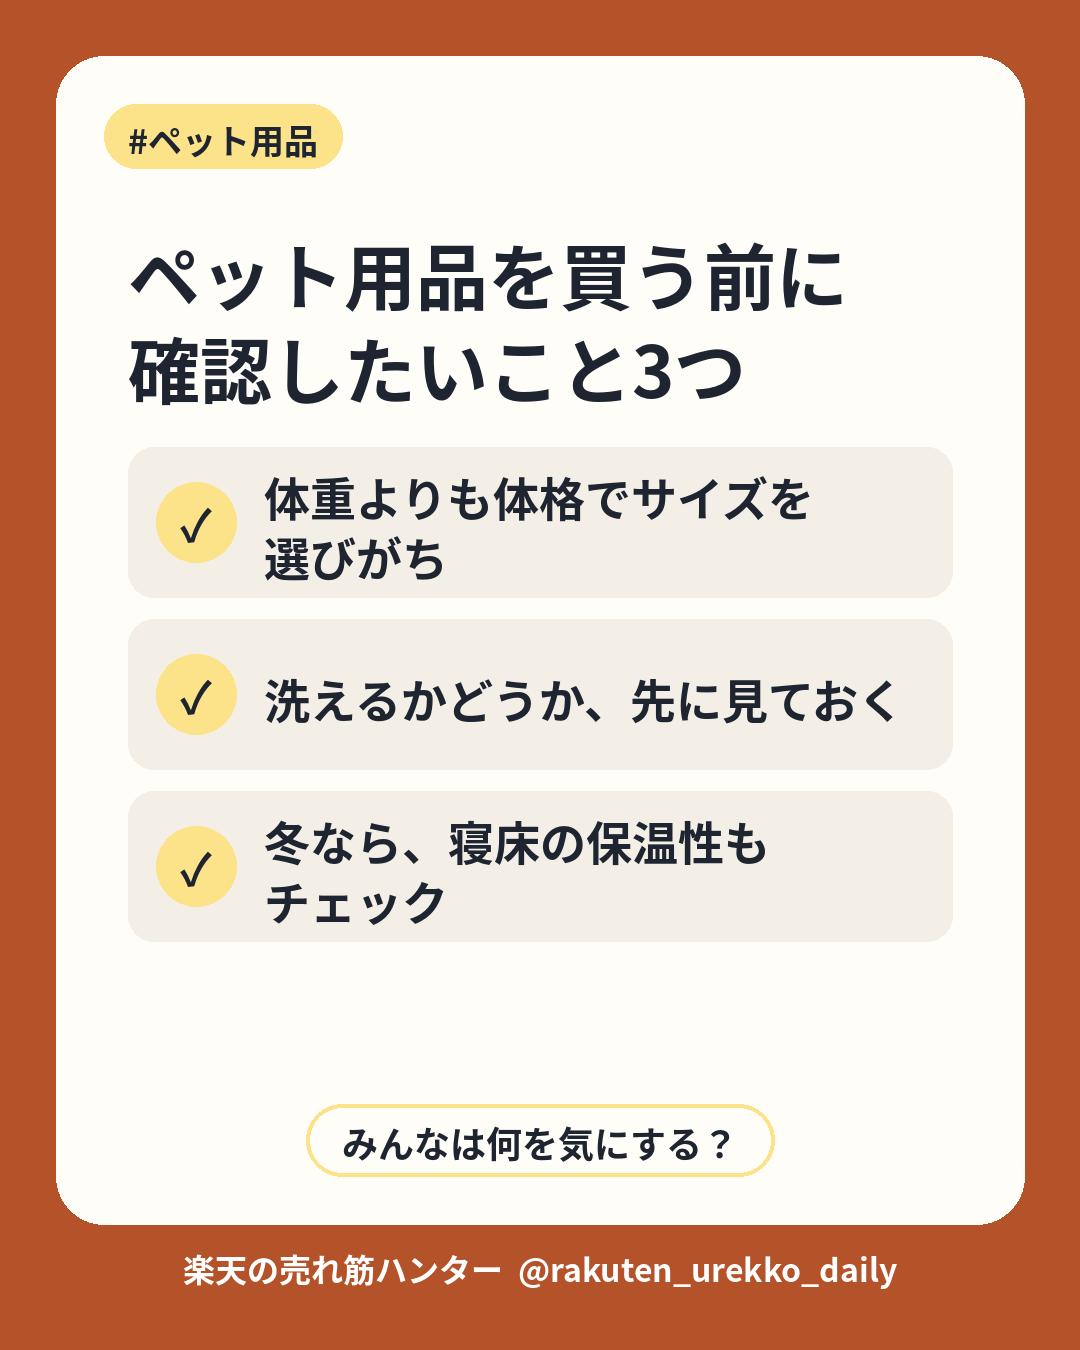 #ペット用品
ペット用品を買う前に
確認したいこと3つ
✓ 体重よりも体格でサイズを
選びがち
✓ 洗えるかどうか、先に見ておく
✓ 冬なら、寝床の保温性も
チェック
みんなは何を気にする？
楽天の売れ筋ハンター @rakuten_urekko_daily